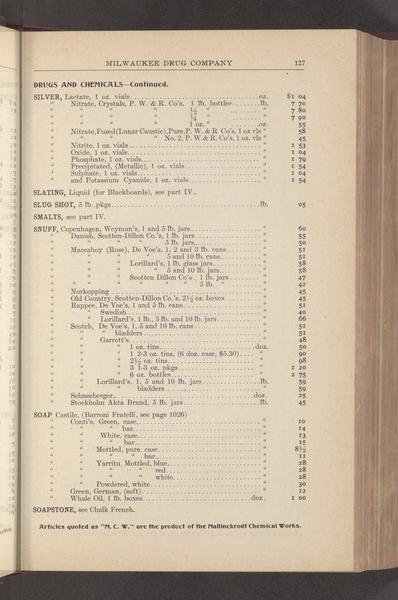 MILWAUKEE DRUG COMPANY 127
DRUGS AND CHEMICALS—Continued.
SILVER, Lactate, 1 oz. vials........oz. $1 04
" Nitrate, Crystals, P. W. & R. Co's, 1 lb. bottles........lb. 7 70
" " " " ½ " " 7 80
" " " " ¼ " " 7 90
" " " " 1 oz. " oz. 55
" Nitrate, Fused (Lunar Caustic), Pure, P. W. & R Co's, 1 oz vls " 58
" " " " No. 2, P. W. & R. Co's, 1 oz. vls " 45
" Nitrite, 1 oz. vials........" 1 53
" Oxide, 1 oz. vials........" 1 04
" Phosphate, 1 oz. vials........" 1 79
" Precipitated, (Metallic), 1 oz. vials........" 1 54
" Sulphate, 1 oz. vials........" 1 04
" and Potassium Cyanide, 1 oz. vials........" 1 54
SLATING, Liquid (for Blackboards), see part IV..
SLUG SHOT, 5 lb. pkgs........lb. 05
SMALTS, see part IV.
SNUFF, Copenhagen, Weyman's, 1 and 5 lb. jars........" 60
" Danish, Scotten-Dillon Co.'s, 1 lb. jars........" 55
" " " 5 lb. jars........" 50
" Maccaboy (Rose), De Voe's, 1, 2 and 3 lb. cans........" 51
" " " " 5 and 10 lb. cans........" 51
" " " Lorillard's, 1 lb. glass jars........" 58
" " " " 5 and 10 lb. jars........" 58
" " " Scotten Dillon Co's., 1 lb. jars........" 47
" " " " " " 5 lb. " " 42
" Norkopping........" 45
" Old Country, Scotten-Dillon Co.'s, 2½ oz. boxes........" 45
" Rappee, De Voe's, 1 and 5 lb. cans........" 51
" " Swedish........" 40
" " Lorillard's, 1 lb., 5 lb. and 10 lb. jars........" 66
" Scotch, De Voe's, 1, 5 and 10 lb. cans........" 51
" " " bladders........" 51
" " Garrett's........" 48
" " " 1 oz. tins........doz. 50
" " " 1 2-3 oz. tins, (6 doz. case, $5.30)........" 90
" " " 2½ oz. tins........" 98
" " " 3 1-3 oz. pkgs........" 1 20
" " " 6 oz. bottles........" 2 75
" " Lorillard's, 1, 5 and 10 lb. jars........lb. 59
" " " bladders........" 59
" Schneeberger........doz. 25
" Stockholm Akta Brand, 5 lb. jars........lb. 45
SOAP Castile, (Barroni Fratelli, see page 1026)
" Conti's, Green, case........" 10
" " " bar........" 14
" " White, case........" 13
" " " bar........" 15
" " Mottled, pure, case........" 8½
" " " " bar........" 11
" " Yarritu, Mottled, blue........" 28
" " " " red........" 28
" " " " white........" 28
" " Powdered, white........" 30
" Green, German, (soft)........" 12
" Whale Oil, 1 lb. boxes........doz. 1 00
SOAPSTONE, see Chalk French.
Articles quoted as "M. C. W." are the product of the Mallinckrodt Chemical Works.